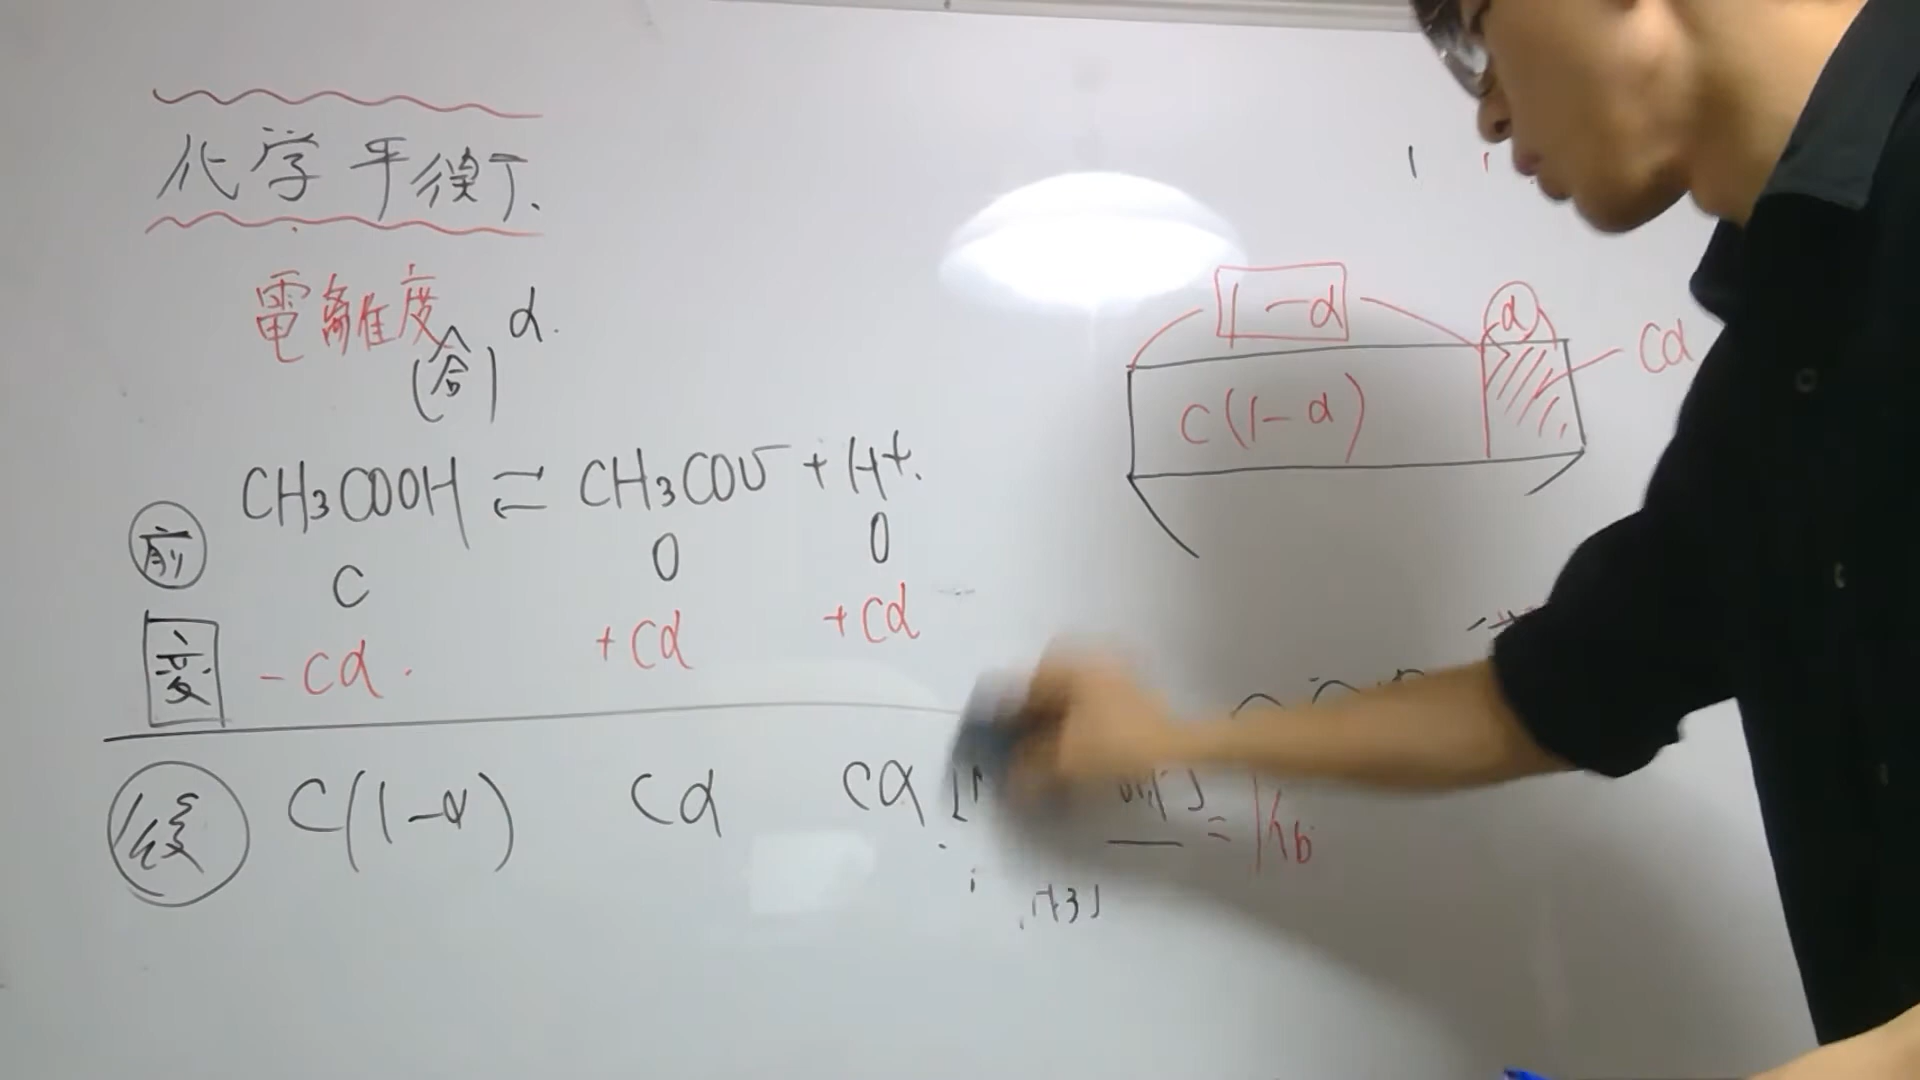 化学平衡
電離度 α.
(合)
CH₃COOH ⇄ CH₃COO⁻ + H⁺.
前 C 0 0
変 -Cα. +Cα +Cα
後 C(1-α) Cα Cα
1-α α
C(1-α) Cα
= Kb